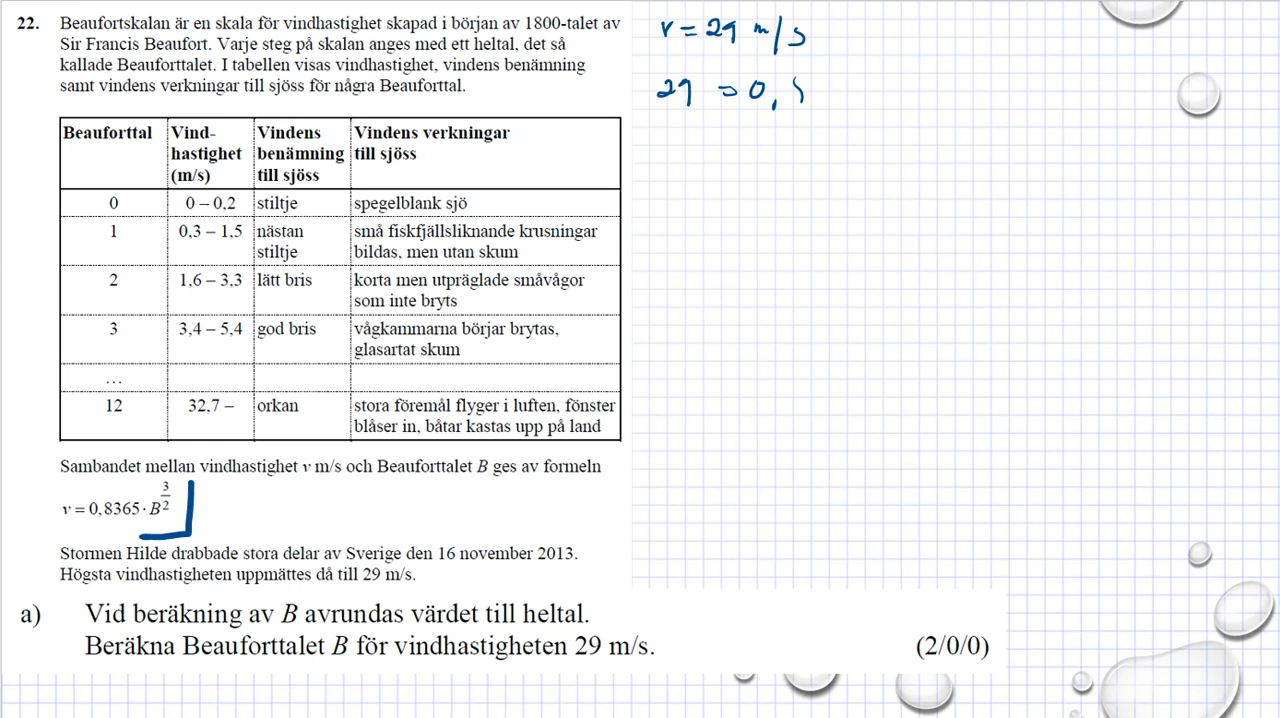 22. Beaufortskalan är en skala för vindhastighet skapad i början av 1800-talet av
Sir Francis Beaufort. Varje steg på skalan anges med ett heltal, det så
kallade Beauforttalet. I tabellen visas vindhastighet, vindens benämning
samt vindens verkningar till sjöss för några Beauforttal.
Beauforttal Vind-hastighet (m/s) Vindens benämning till sjöss Vindens verkningar till sjöss
0 0 – 0,2 stiltje spegelblank sjö
1 0,3 – 1,5 nästan stiltje små fiskfjällsliknande krusningar bildas, men utan skum
2 1,6 – 3,3 lätt bris korta men utpräglade småvågor som inte bryts
3 3,4 – 5,4 god bris vågkammarna börjar brytas, glasartat skum
…
12 32,7 – orkan stora föremål flyger i luften, fönster blåser in, båtar kastas upp på land
Sambandet mellan vindhastighet v m/s och Beauforttalet B ges av formeln
v = 0,8365 · B^(3/2)
Stormen Hilde drabbade stora delar av Sverige den 16 november 2013.
Högsta vindhastigheten uppmättes då till 29 m/s.
a) Vid beräkning av B avrundas värdet till heltal.
Beräkna Beauforttalet B för vindhastigheten 29 m/s. (2/0/0)
v = 29 m/s
29 = 0,